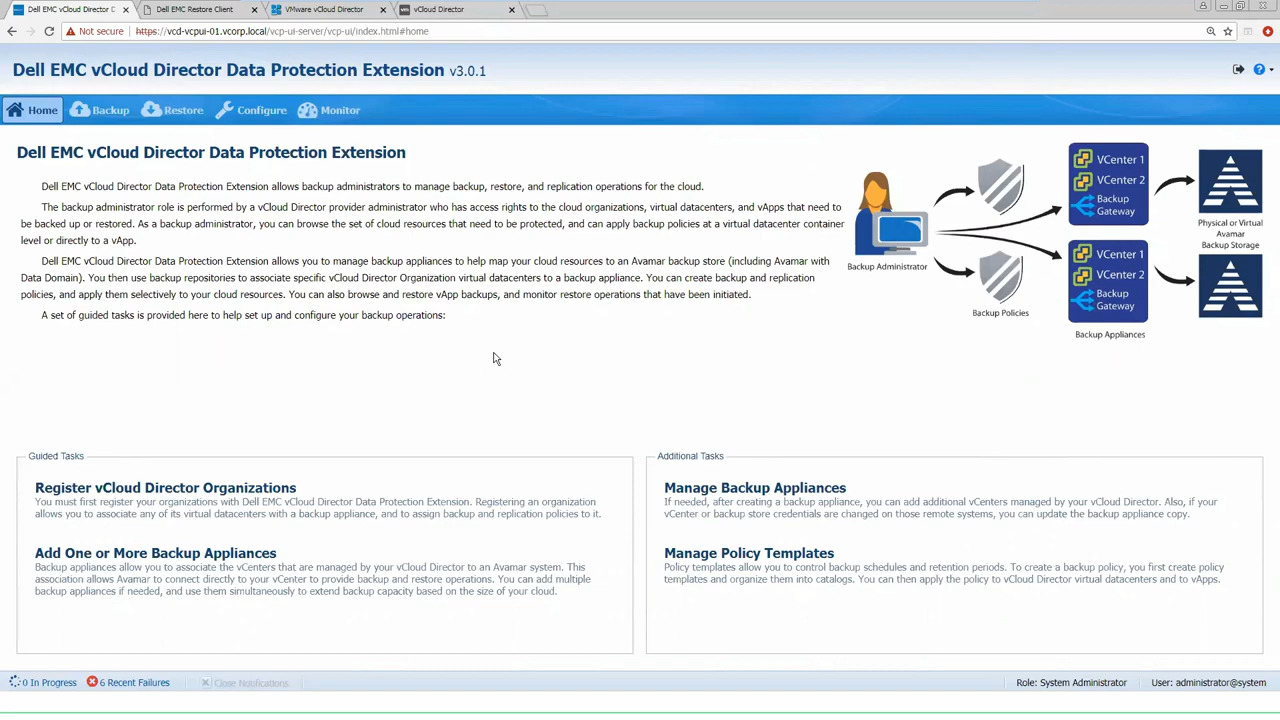 Dell EMC vCloud Director D
Dell EMC Restore Client
VMware vCloud Director
vCloud Director
Not secure
https://vcd-vcpui-01.vcorp.local/vcp-ui-server/vcp-ui/index.html#home
Dell EMC vCloud Director Data Protection Extension v3.0.1
Home
Backup
Restore
Configure
Monitor
Dell EMC vCloud Director Data Protection Extension
Dell EMC vCloud Director Data Protection Extension allows backup administrators to manage backup, restore, and replication operations for the cloud.
The backup administrator role is performed by a vCloud Director provider administrator who has access rights to the cloud organizations, virtual datacenters, and vApps that need to
be backed up or restored. As a backup administrator, you can browse the set of cloud resources that need to be protected, and can apply backup policies at a virtual datacenter container
level or directly to a vApp.
Dell EMC vCloud Director Data Protection Extension allows you to manage backup appliances to help map your cloud resources to an Avamar backup store (including Avamar with
Data Domain). You then use backup repositories to associate specific vCloud Director Organization virtual datacenters to a backup appliance. You can create backup and replication
policies, and apply them selectively to your cloud resources. You can also browse and restore vApp backups, and monitor restore operations that have been initiated.
A set of guided tasks is provided here to help set up and configure your backup operations:
Backup Administrator
Backup Policies
VCenter 1
VCenter 2
Backup
Gateway
VCenter 1
VCenter 2
Backup
Gateway
Backup Appliances
Physical or Virtual
Avamar
Backup Storage
Guided Tasks
Register vCloud Director Organizations
You must first register your organizations with Dell EMC vCloud Director Data Protection Extension. Registering an organization
allows you to associate any of its virtual datacenters with a backup appliance, and to assign backup and replication policies to it.
Add One or More Backup Appliances
Backup appliances allow you to associate the vCenters that are managed by your vCloud Director to an Avamar system. This
association allows Avamar to connect directly to your vCenter to provide backup and restore operations. You can add multiple
backup appliances if needed, and use them simultaneously to extend backup capacity based on the size of your cloud.
Additional Tasks
Manage Backup Appliances
If needed, after creating a backup appliance, you can add additional vCenters managed by your vCloud Director. Also, if your
vCenter or backup store credentials are changed on those remote systems, you can update the backup appliance copy.
Manage Policy Templates
Policy templates allow you to control backup schedules and retention periods. To create a backup policy, you first create policy
templates and organize them into catalogs. You can then apply the policy to vCloud Director virtual datacenters and to vApps.
0 In Progress
6 Recent Failures
Close Notifications
Role: System Administrator
User: administrator@system